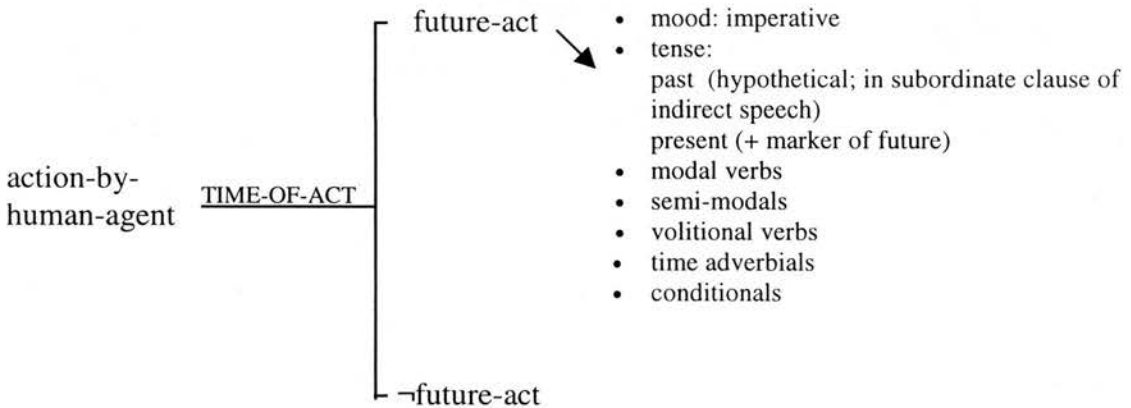 future-act
• mood: imperative
• tense:
past (hypothetical; in subordinate clause of
indirect speech)
present (+ marker of future)
• modal verbs
• semi-modals
• volitional verbs
• time adverbials
• conditionals
action-by-
human-agent
TIME-OF-ACT
¬future-act